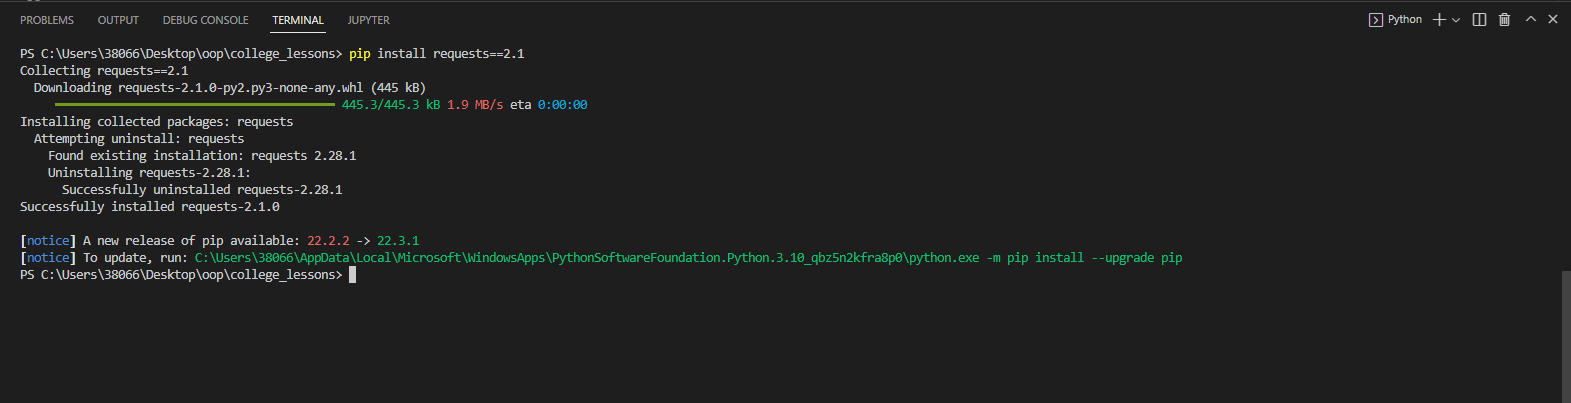 PROBLEMS OUTPUT DEBUG CONSOLE TERMINAL JUPYTER Python
PS C:\Users\38066\Desktop\oop\college_lessons> pip install requests==2.1
Collecting requests==2.1
  Downloading requests-2.1.0-py2.py3-none-any.whl (445 kB)
     445.3/445.3 kB 1.9 MB/s eta 0:00:00
Installing collected packages: requests
  Attempting uninstall: requests
    Found existing installation: requests 2.28.1
    Uninstalling requests-2.28.1:
      Successfully uninstalled requests-2.28.1
Successfully installed requests-2.1.0
[notice] A new release of pip available: 22.2.2 -> 22.3.1
[notice] To update, run: C:\Users\38066\AppData\Local\Microsoft\WindowsApps\PythonSoftwareFoundation.Python.3.10_qbz5n2kfra8p0\python.exe -m pip install --upgrade pip
PS C:\Users\38066\Desktop\oop\college_lessons>